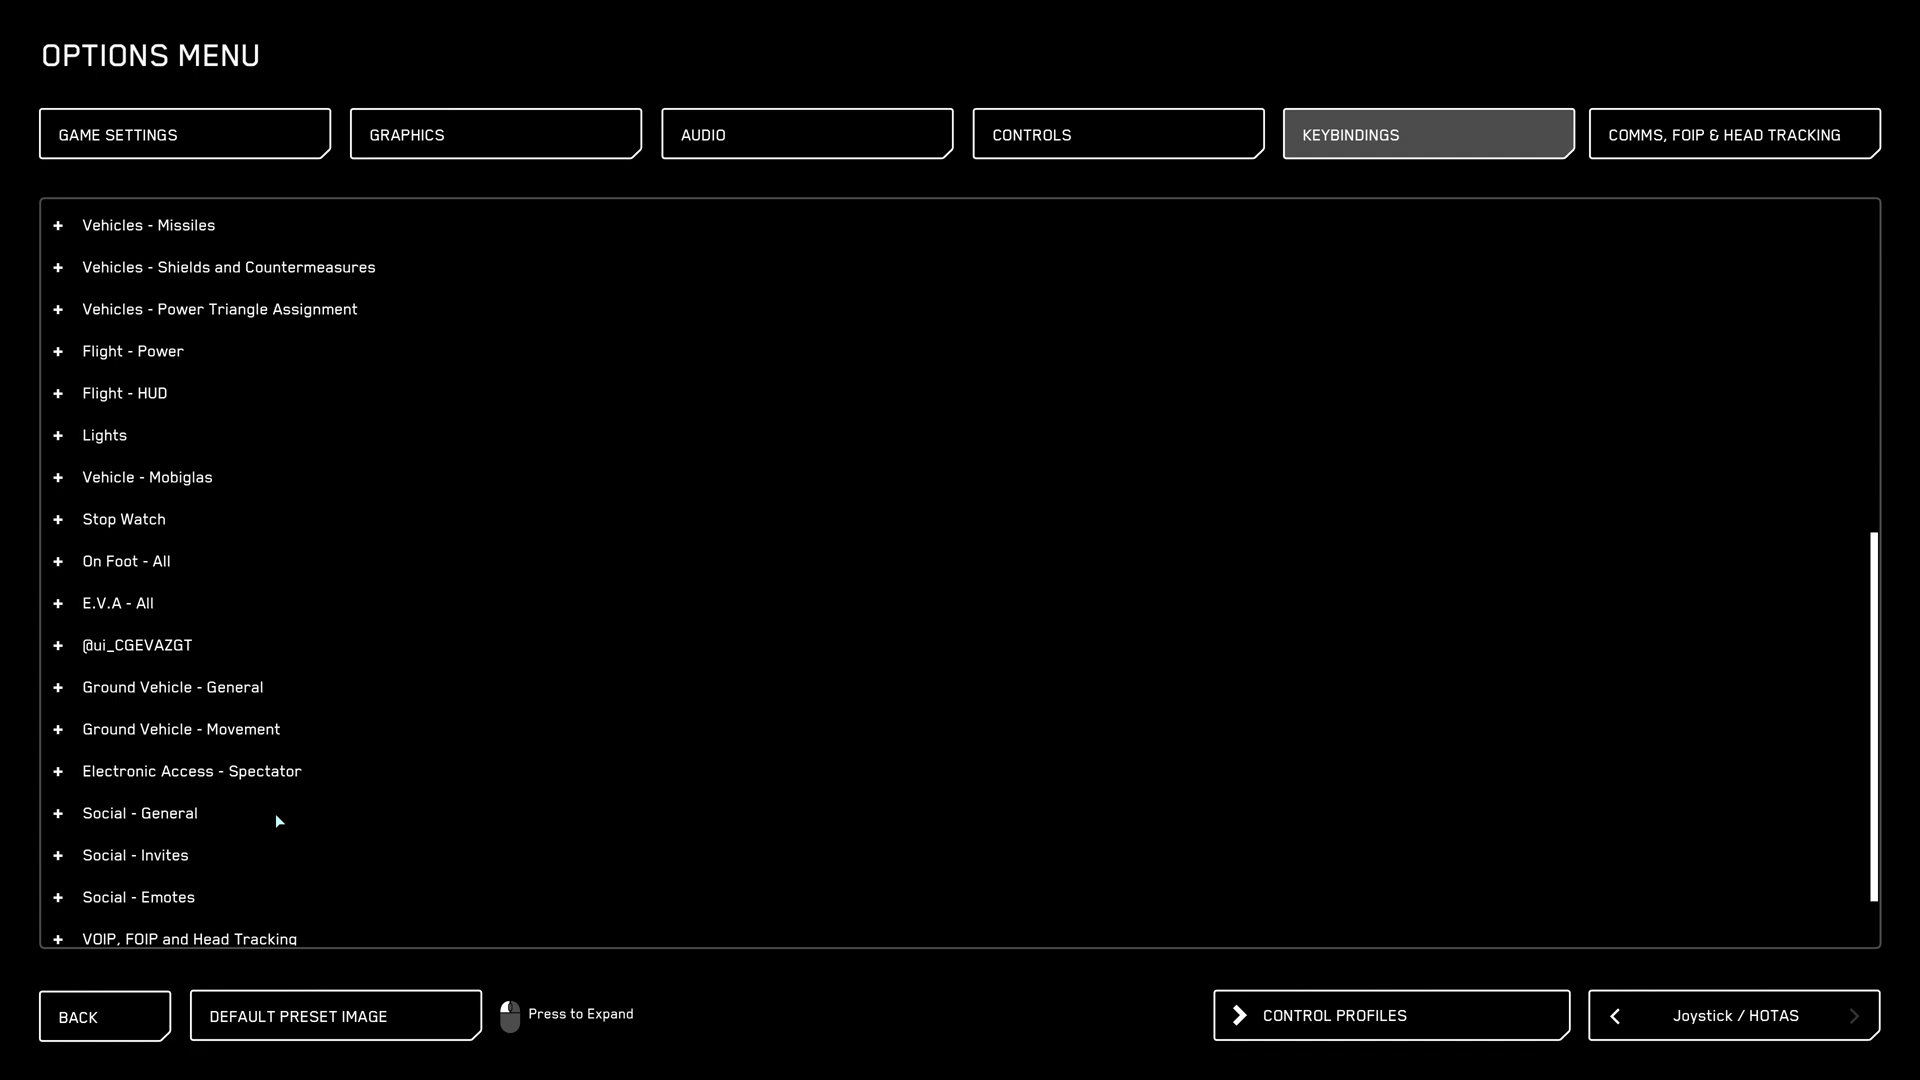 OPTIONS MENU
GAME SETTINGS
GRAPHICS
AUDIO
CONTROLS
KEYBINDINGS
COMMS, FOIP & HEAD TRACKING
+ Vehicles - Missiles
+ Vehicles - Shields and Countermeasures
+ Vehicles - Power Triangle Assignment
+ Flight - Power
+ Flight - HUD
+ Lights
+ Vehicle - Mobiglas
+ Stop Watch
+ On Foot - All
+ E.V.A - All
+ @ui_CGEVAZGT
+ Ground Vehicle - General
+ Ground Vehicle - Movement
+ Electronic Access - Spectator
+ Social - General
+ Social - Invites
+ Social - Emotes
+ VOIP, FOIP and Head Tracking
BACK
DEFAULT PRESET IMAGE
Press to Expand
CONTROL PROFILES
Joystick / HOTAS